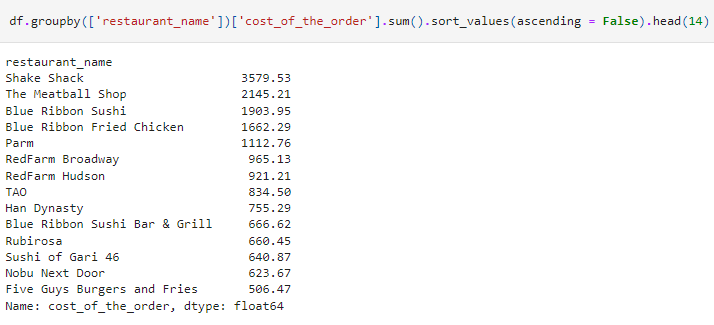 df.groupby(['restaurant_name'])['cost_of_the_order'].sum().sort_values(ascending = False).head(14)
restaurant_name
Shake Shack 3579.53
The Meatball Shop 2145.21
Blue Ribbon Sushi 1903.95
Blue Ribbon Fried Chicken 1662.29
Parm 1112.76
RedFarm Broadway 965.13
RedFarm Hudson 921.21
TAO 834.50
Han Dynasty 755.29
Blue Ribbon Sushi Bar & Grill 666.62
Rubirosa 660.45
Sushi of Gari 46 640.87
Nobu Next Door 623.67
Five Guys Burgers and Fries 506.47
Name: cost_of_the_order, dtype: float64